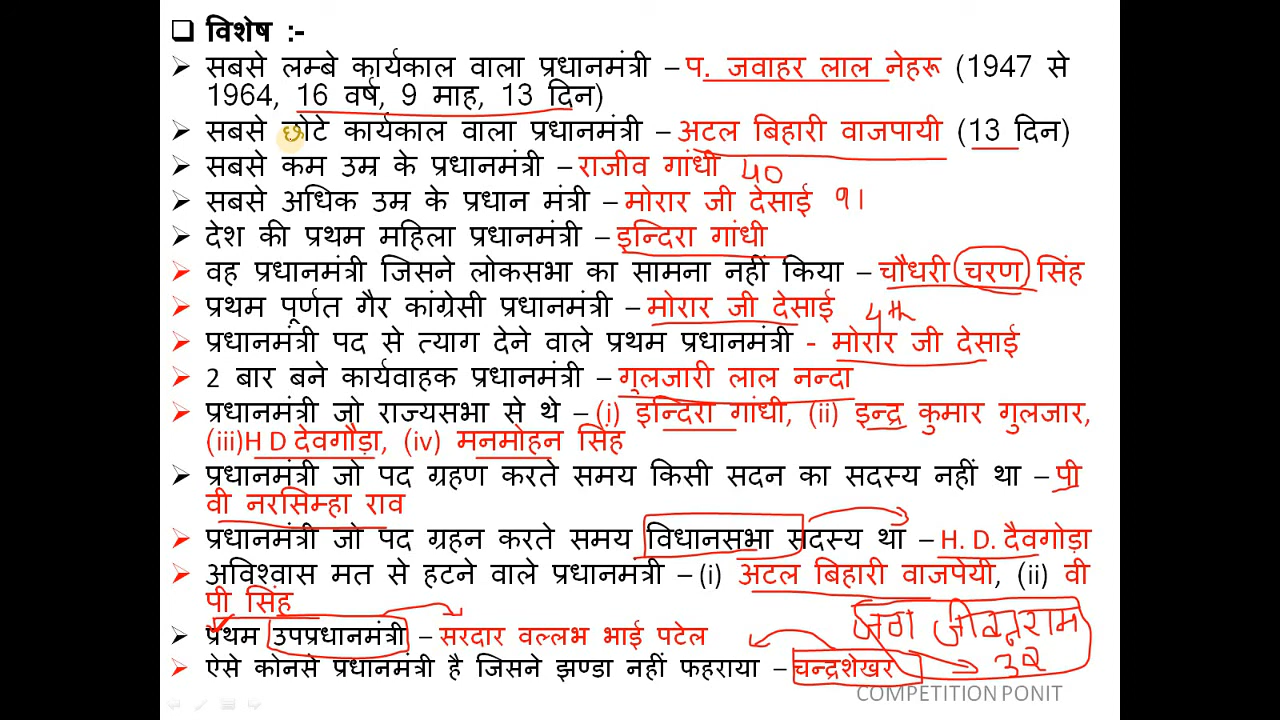 ❑ विशेष :-
➤ सबसे लम्बे कार्यकाल वाला प्रधानमंत्री – प. जवाहर लाल नेहरू (1947 से
1964, 16 वर्ष, 9 माह, 13 दिन)
➤ सबसे छोटे कार्यकाल वाला प्रधानमंत्री – अटल बिहारी वाजपायी (13 दिन)
➤ सबसे कम उम्र के प्रधानमंत्री – राजीव गांधी 40
➤ सबसे अधिक उम्र के प्रधान मंत्री – मोरार जी देसाई 91
➤ देश की प्रथम महिला प्रधानमंत्री – इन्दिरा गांधी
➤ वह प्रधानमंत्री जिसने लोकसभा का सामना नहीं किया – चौधरी चरण सिंह
➤ प्रथम पूर्णत गैर कांग्रेसी प्रधानमंत्री – मोरार जी देसाई 4th
➤ प्रधानमंत्री पद से त्याग देने वाले प्रथम प्रधानमंत्री - मोरार जी देसाई
➤ 2 बार बने कार्यवाहक प्रधानमंत्री – गुलजारी लाल नन्दा
➤ प्रधानमंत्री जो राज्यसभा से थे – (i) इन्दिरा गांधी, (ii) इन्द्र कुमार गुलजार,
(iii)H D देवगौड़ा, (iv) मनमोहन सिंह
➤ प्रधानमंत्री जो पद ग्रहण करते समय किसी सदन का सदस्य नहीं था – पी
वी नरसिम्हा राव
➤ प्रधानमंत्री जो पद ग्रहन करते समय विधानसभा सदस्य था – H. D. दैवगोड़ा
➤ अविश्वास मत से हटने वाले प्रधानमंत्री – (i) अटल बिहारी वाजपेयी, (ii) वी
पी सिंह
जग जीवनराम
➤ प्रथम उपप्रधानमंत्री – सरदार वल्लभ भाई पटेल
➤ ऐसे कोनसे प्रधानमंत्री है जिसने झण्डा नहीं फहराया – चन्द्रशेखर
COMPETITION PONIT